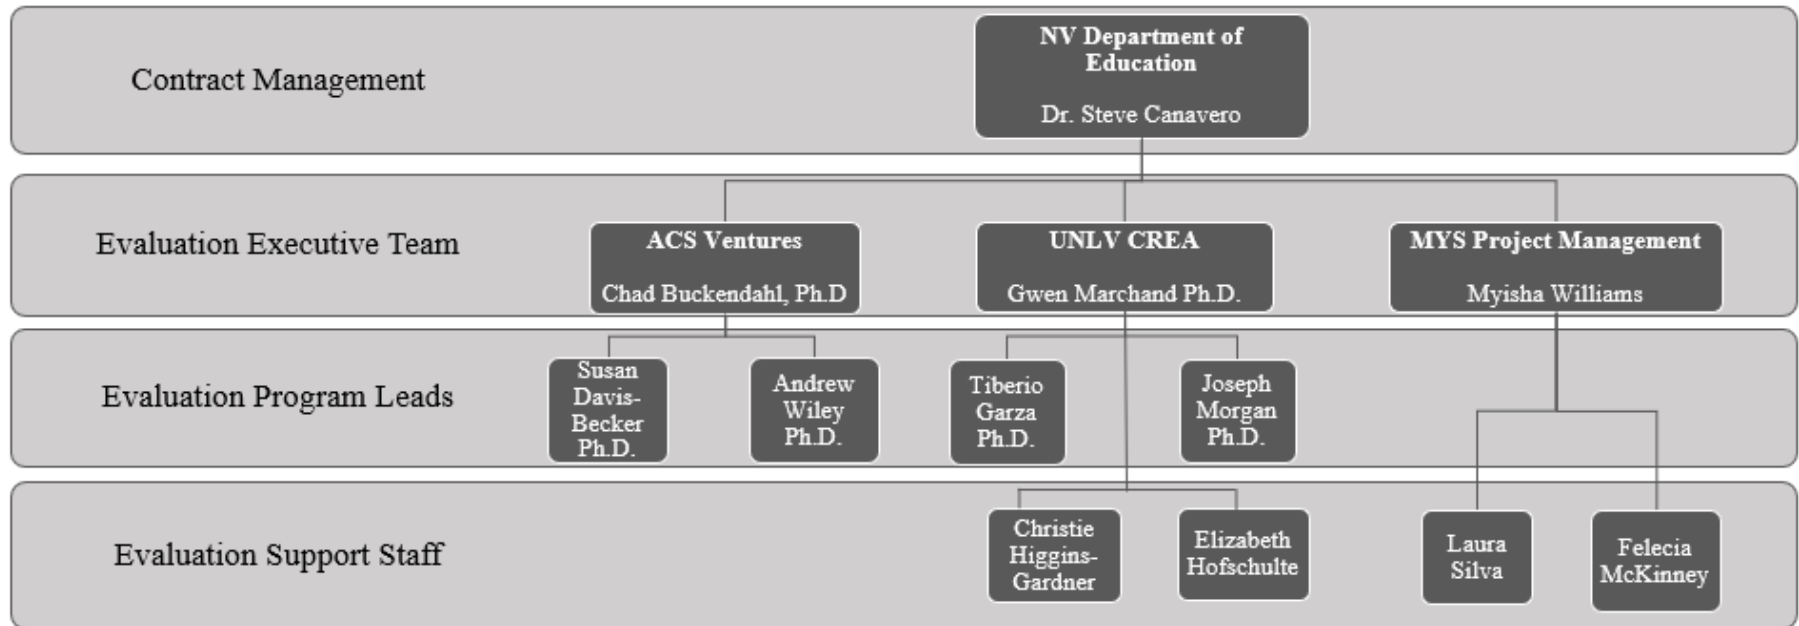 Contract Management
NV Department of
Education
Dr. Steve Canavero
Evaluation Executive Team
ACS Ventures
Chad Buckendahl, Ph.D
UNLV CREA
Gwen Marchand Ph.D.
MYS Project Management
Myisha Williams
Evaluation Program Leads
Susan
Davis-
Becker
Ph.D.
Andrew
Wiley
Ph.D.
Tiberio
Garza
Ph.D.
Joseph
Morgan
Ph.D.
Evaluation Support Staff
Christie
Higgins-
Gardner
Elizabeth
Hofschulte
Laura
Silva
Felecia
McKinney